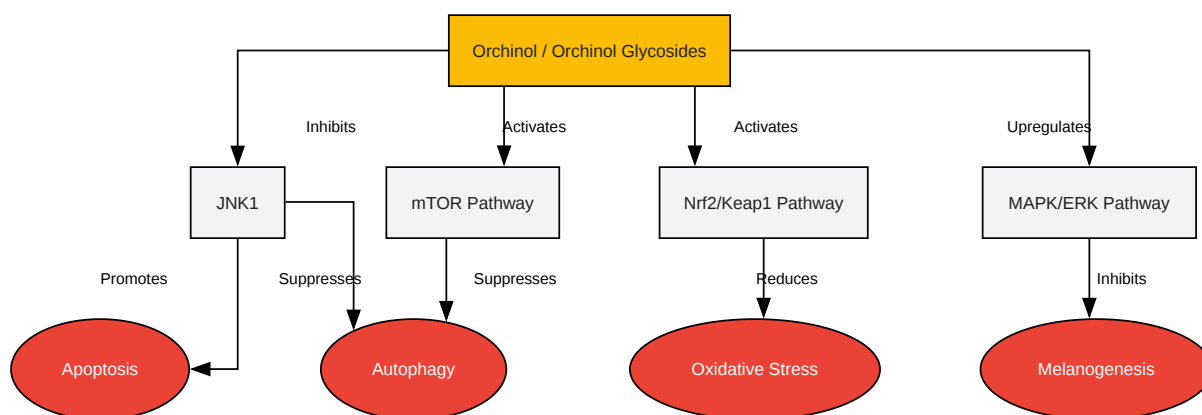 Orchinol / Orchinol Glycosides
Inhibits
Activates
Activates
Upregulates
JNK1
mTOR Pathway
Nrf2/Keap1 Pathway
MAPK/ERK Pathway
Promotes
Suppresses
Suppresses
Reduces
Inhibits
Apoptosis
Autophagy
Oxidative Stress
Melanogenesis